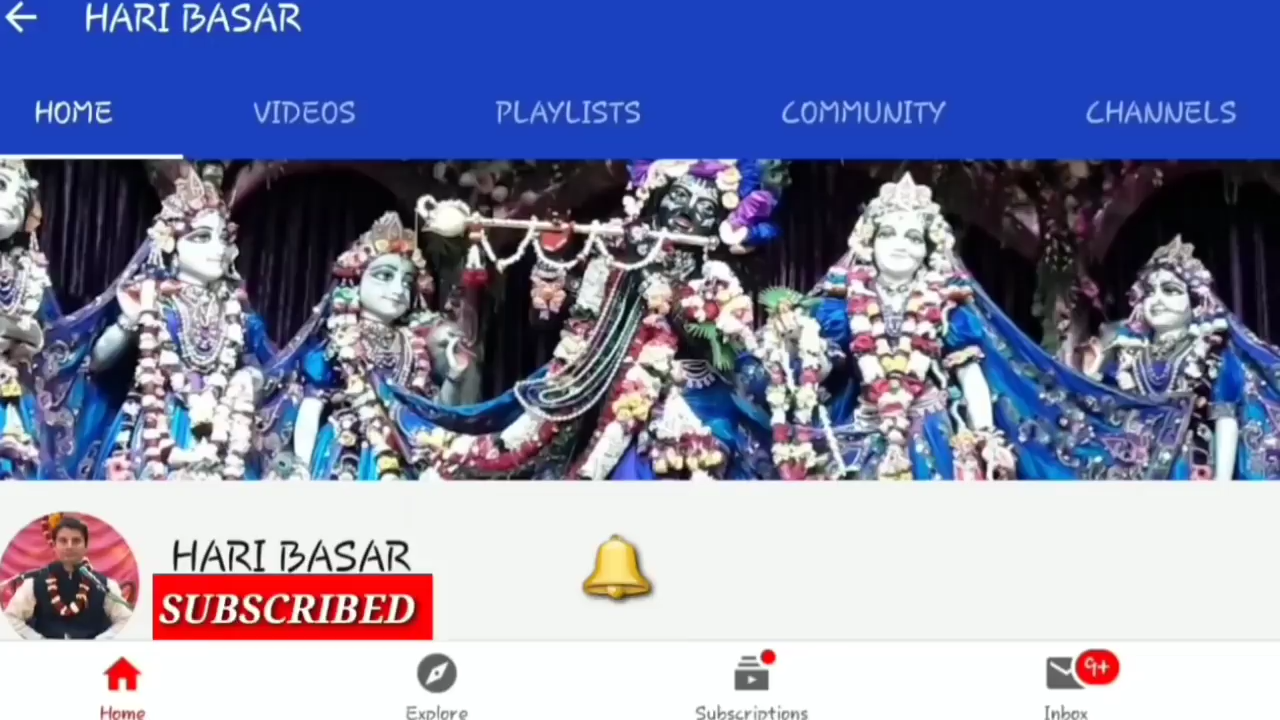 HARI BASAR
HOME VIDEOS PLAYLISTS COMMUNITY CHANNELS
HARI BASAR
SUBSCRIBED
9+
Home Explore Subscriptions Inbox